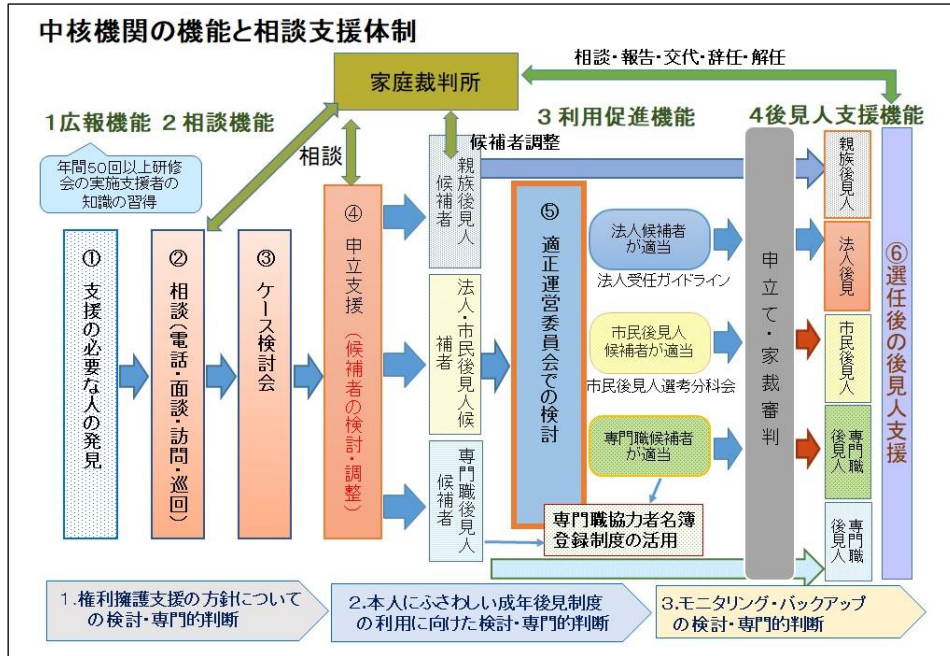 中核機関の機能と相談支援体制
相談・報告・交代・辞任・解任
家庭裁判所
1広報機能
2 相談機能
3 利用促進機能
4後見人支援機能
候補者調整
相談
年間50回以上研修
会の実施支援者の
知識の習得
① 支援の必要な人の発見
② 相談(電話・面談・訪問・巡回)
③ ケース検討会
④ 申立支援
(候補者の検討・調整)
親族後見人
候補者
法人・市民後見人候
補者
専門職後見人
候補者
⑤ 適正運営委員会での検討
法人候補者
が適当
法人受任ガイドライン
市民後見人
候補者が適当
市民後見人選考分科会
専門職候補者
が適当
専門職協力者名簿
登録制度の活用
申立て・家裁審判
親族後見人
法人後見
市民後見人
専門職
後見人
専門職
後見人
⑥選任後の後見人支援
1.権利擁護支援の方針について
の検討・専門的判断
2.本人にふさわしい成年後見制度
の利用に向けた検討・専門的判断
3.モニタリング・バックアップ
の検討・専門的判断